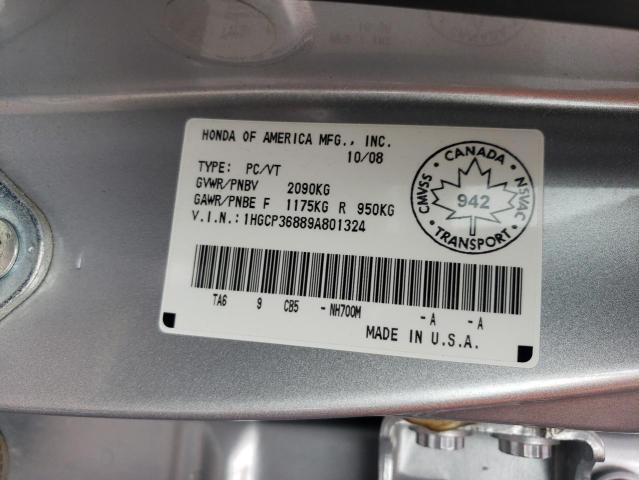 HONDA OF AMERICA MFG., INC.
10/08
TYPE: PC/VT
GVWR/PNBV 2090KG
GAWR/PNBE F 1175KG R 950KG
V.I.N.: 1HGCP36889A801324
CANADA
CMVSS 942 NSVAC
TRANSPORT
TA6 9 CB5 -NH700M -A -A
MADE IN U.S.A.